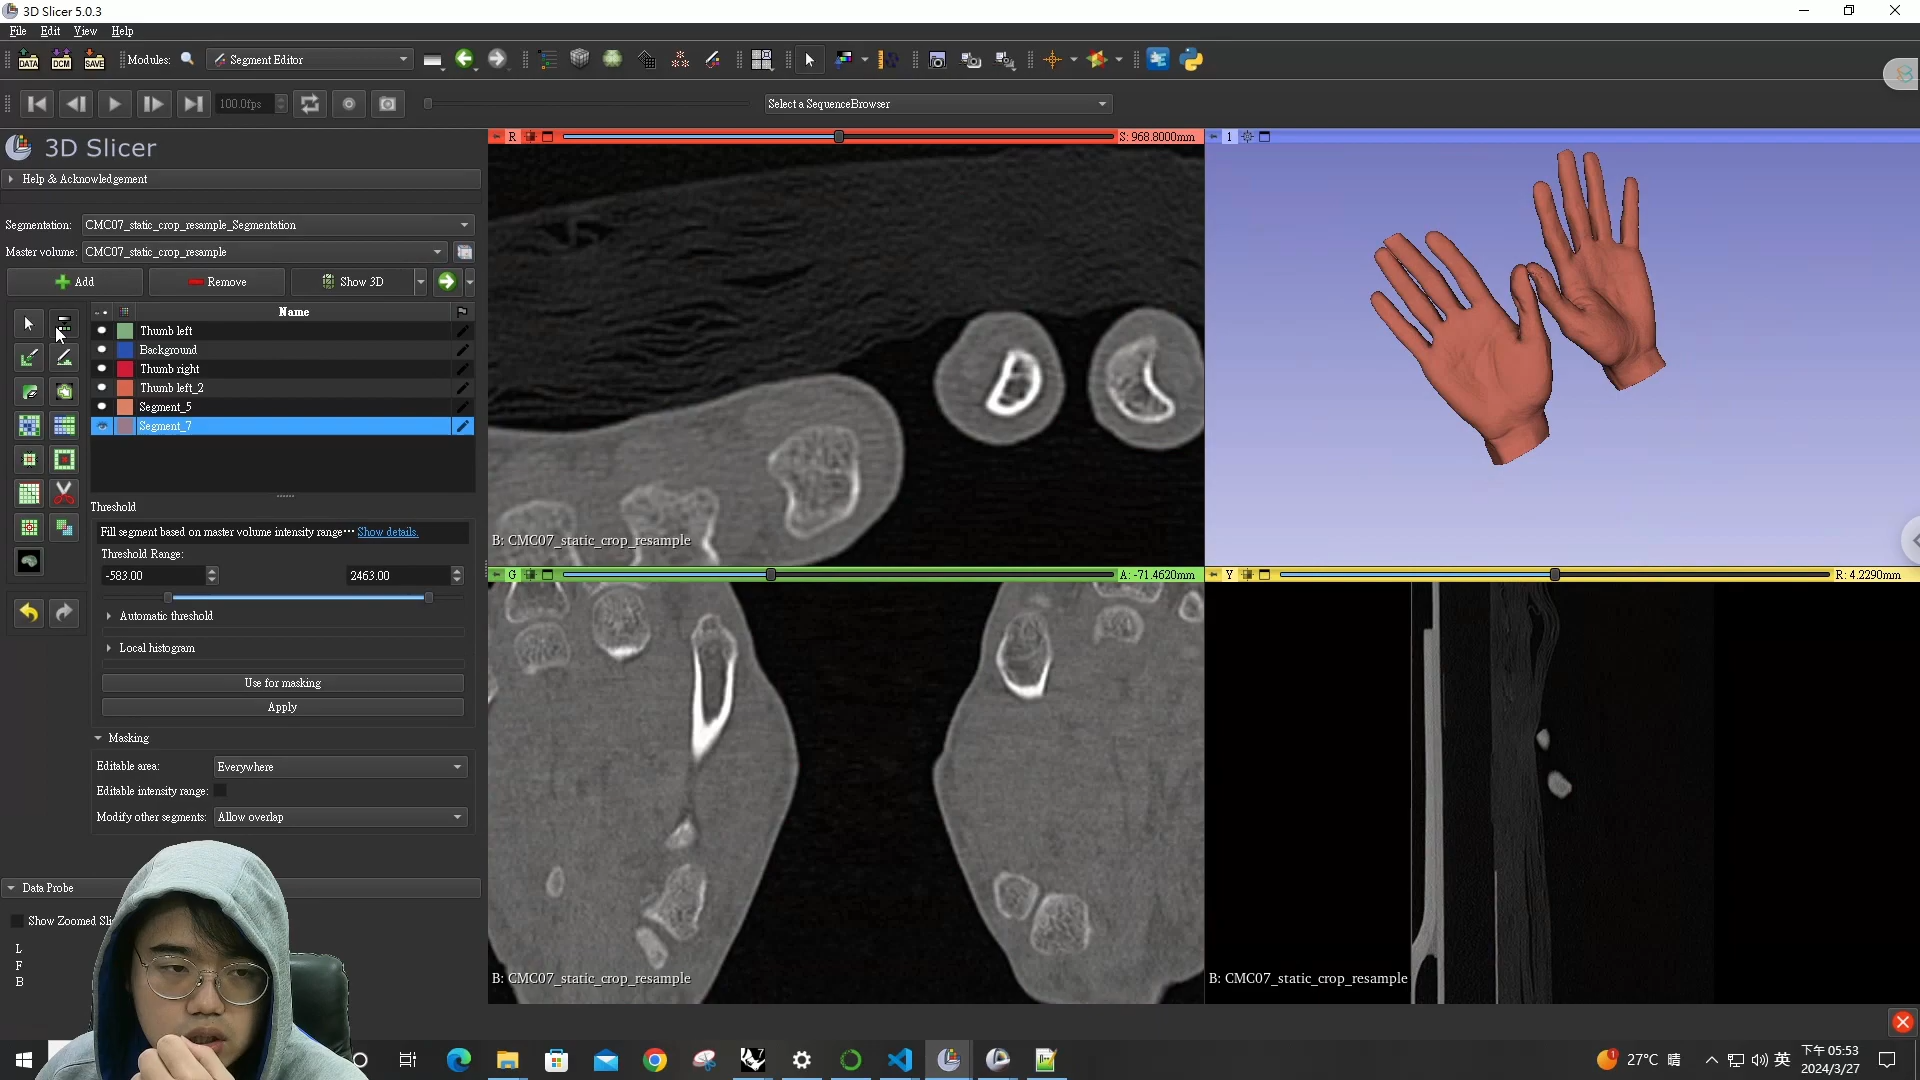 3D Slicer 5.0.3
File Edit View Help
DATA DCM SAVE Modules: Segment Editor
100.0fps Select a SequenceBrowser
3D Slicer
Help & Acknowledgement
Segmentation: CMC07_static_crop_resample_Segmentation
Master volume: CMC07_static_crop_resample
Add Remove Show 3D
Name
Thumb left
Background
Thumb right
Thumb left_2
Segment_5
Segment_7
Threshold
Fill segment based on master volume intensity range··· Show details.
Threshold Range:
-583.00 2463.00
Automatic threshold
Local histogram
Use for masking
Apply
Masking
Editable area: Everywhere
Editable intensity range:
Modify other segments: Allow overlap
Data Probe
Show Zoomed Sli
L
F
B
R S: 968.8000mm
B: CMC07_static_crop_resample
1
G A: -71.4620mm
B: CMC07_static_crop_resample
Y R: 4.2290mm
B: CMC07_static_crop_resample
27°C 晴 英 下午 05:53
2024/3/27